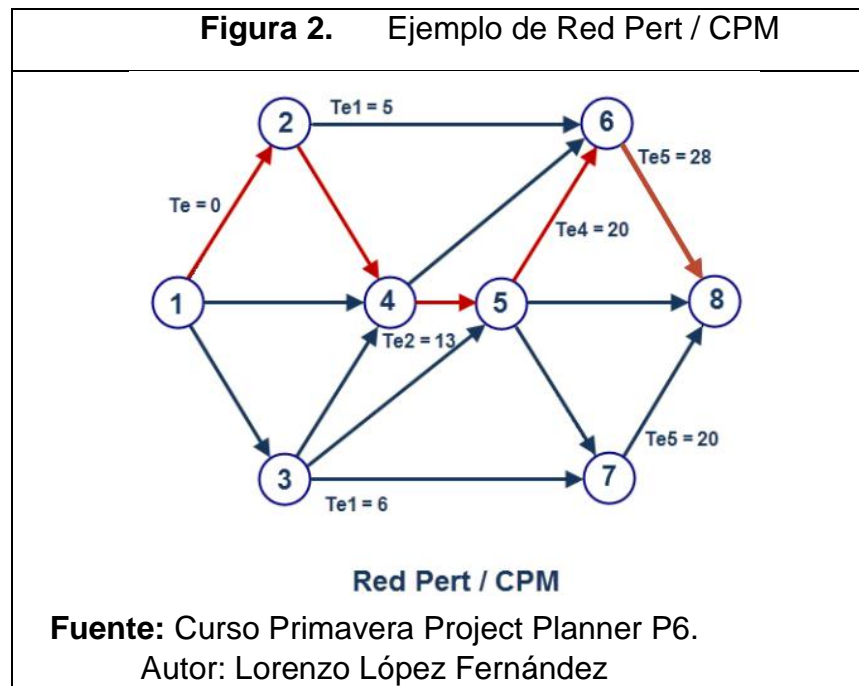 Figura 2. Ejemplo de Red Pert / CPM
Te1 = 5
2
6
Te5 = 28
Te = 0
Te4 = 20
1
4
5
8
Te2 = 13
Te5 = 20
3
7
Te1 = 6
Red Pert / CPM
Fuente: Curso Primavera Project Planner P6.
Autor: Lorenzo López Fernández